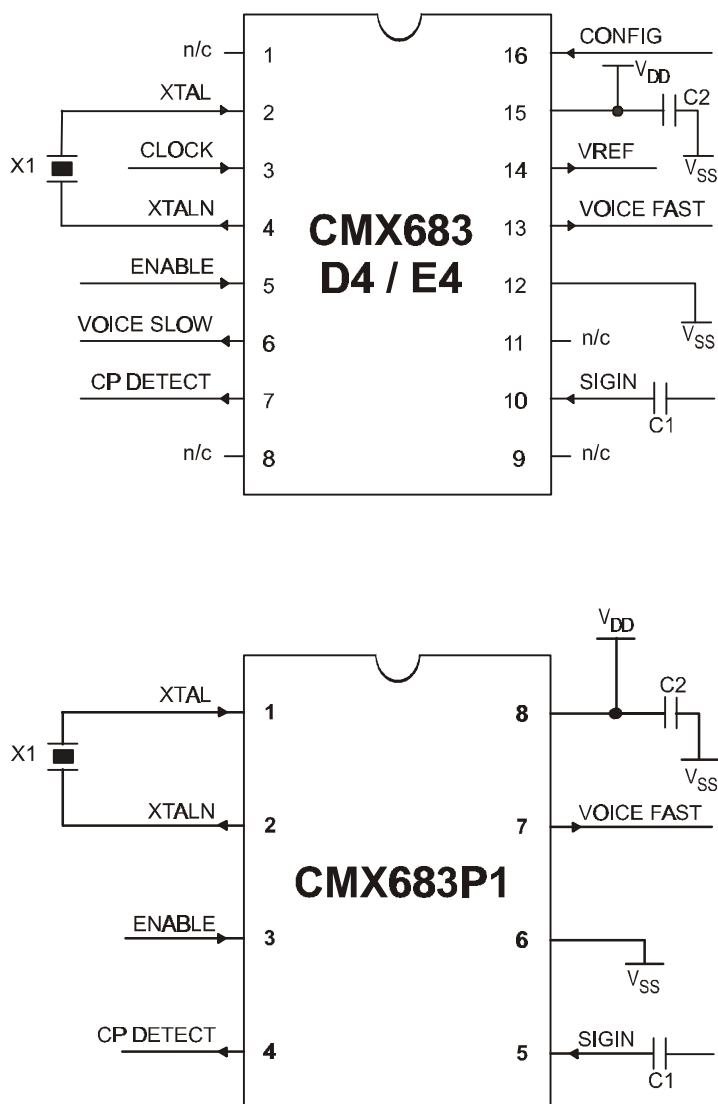 n/c 1 16 CONFIG
VDD
XTAL 2 15 C2
X1 CLOCK 3 14 VREF VSS
XTALN 4 13 VOICE FAST
CMX683
D4 / E4
ENABLE 5 12
VOICE SLOW 6 11 n/c VSS
CP DETECT 7 10 SIGIN
C1
n/c 8 9 n/c
VDD
XTAL 1 8 C2
X1
VSS
XTALN 2 7 VOICE FAST
CMX683P1
ENABLE 3 6
VSS
CP DETECT 4 5 SIGIN
C1